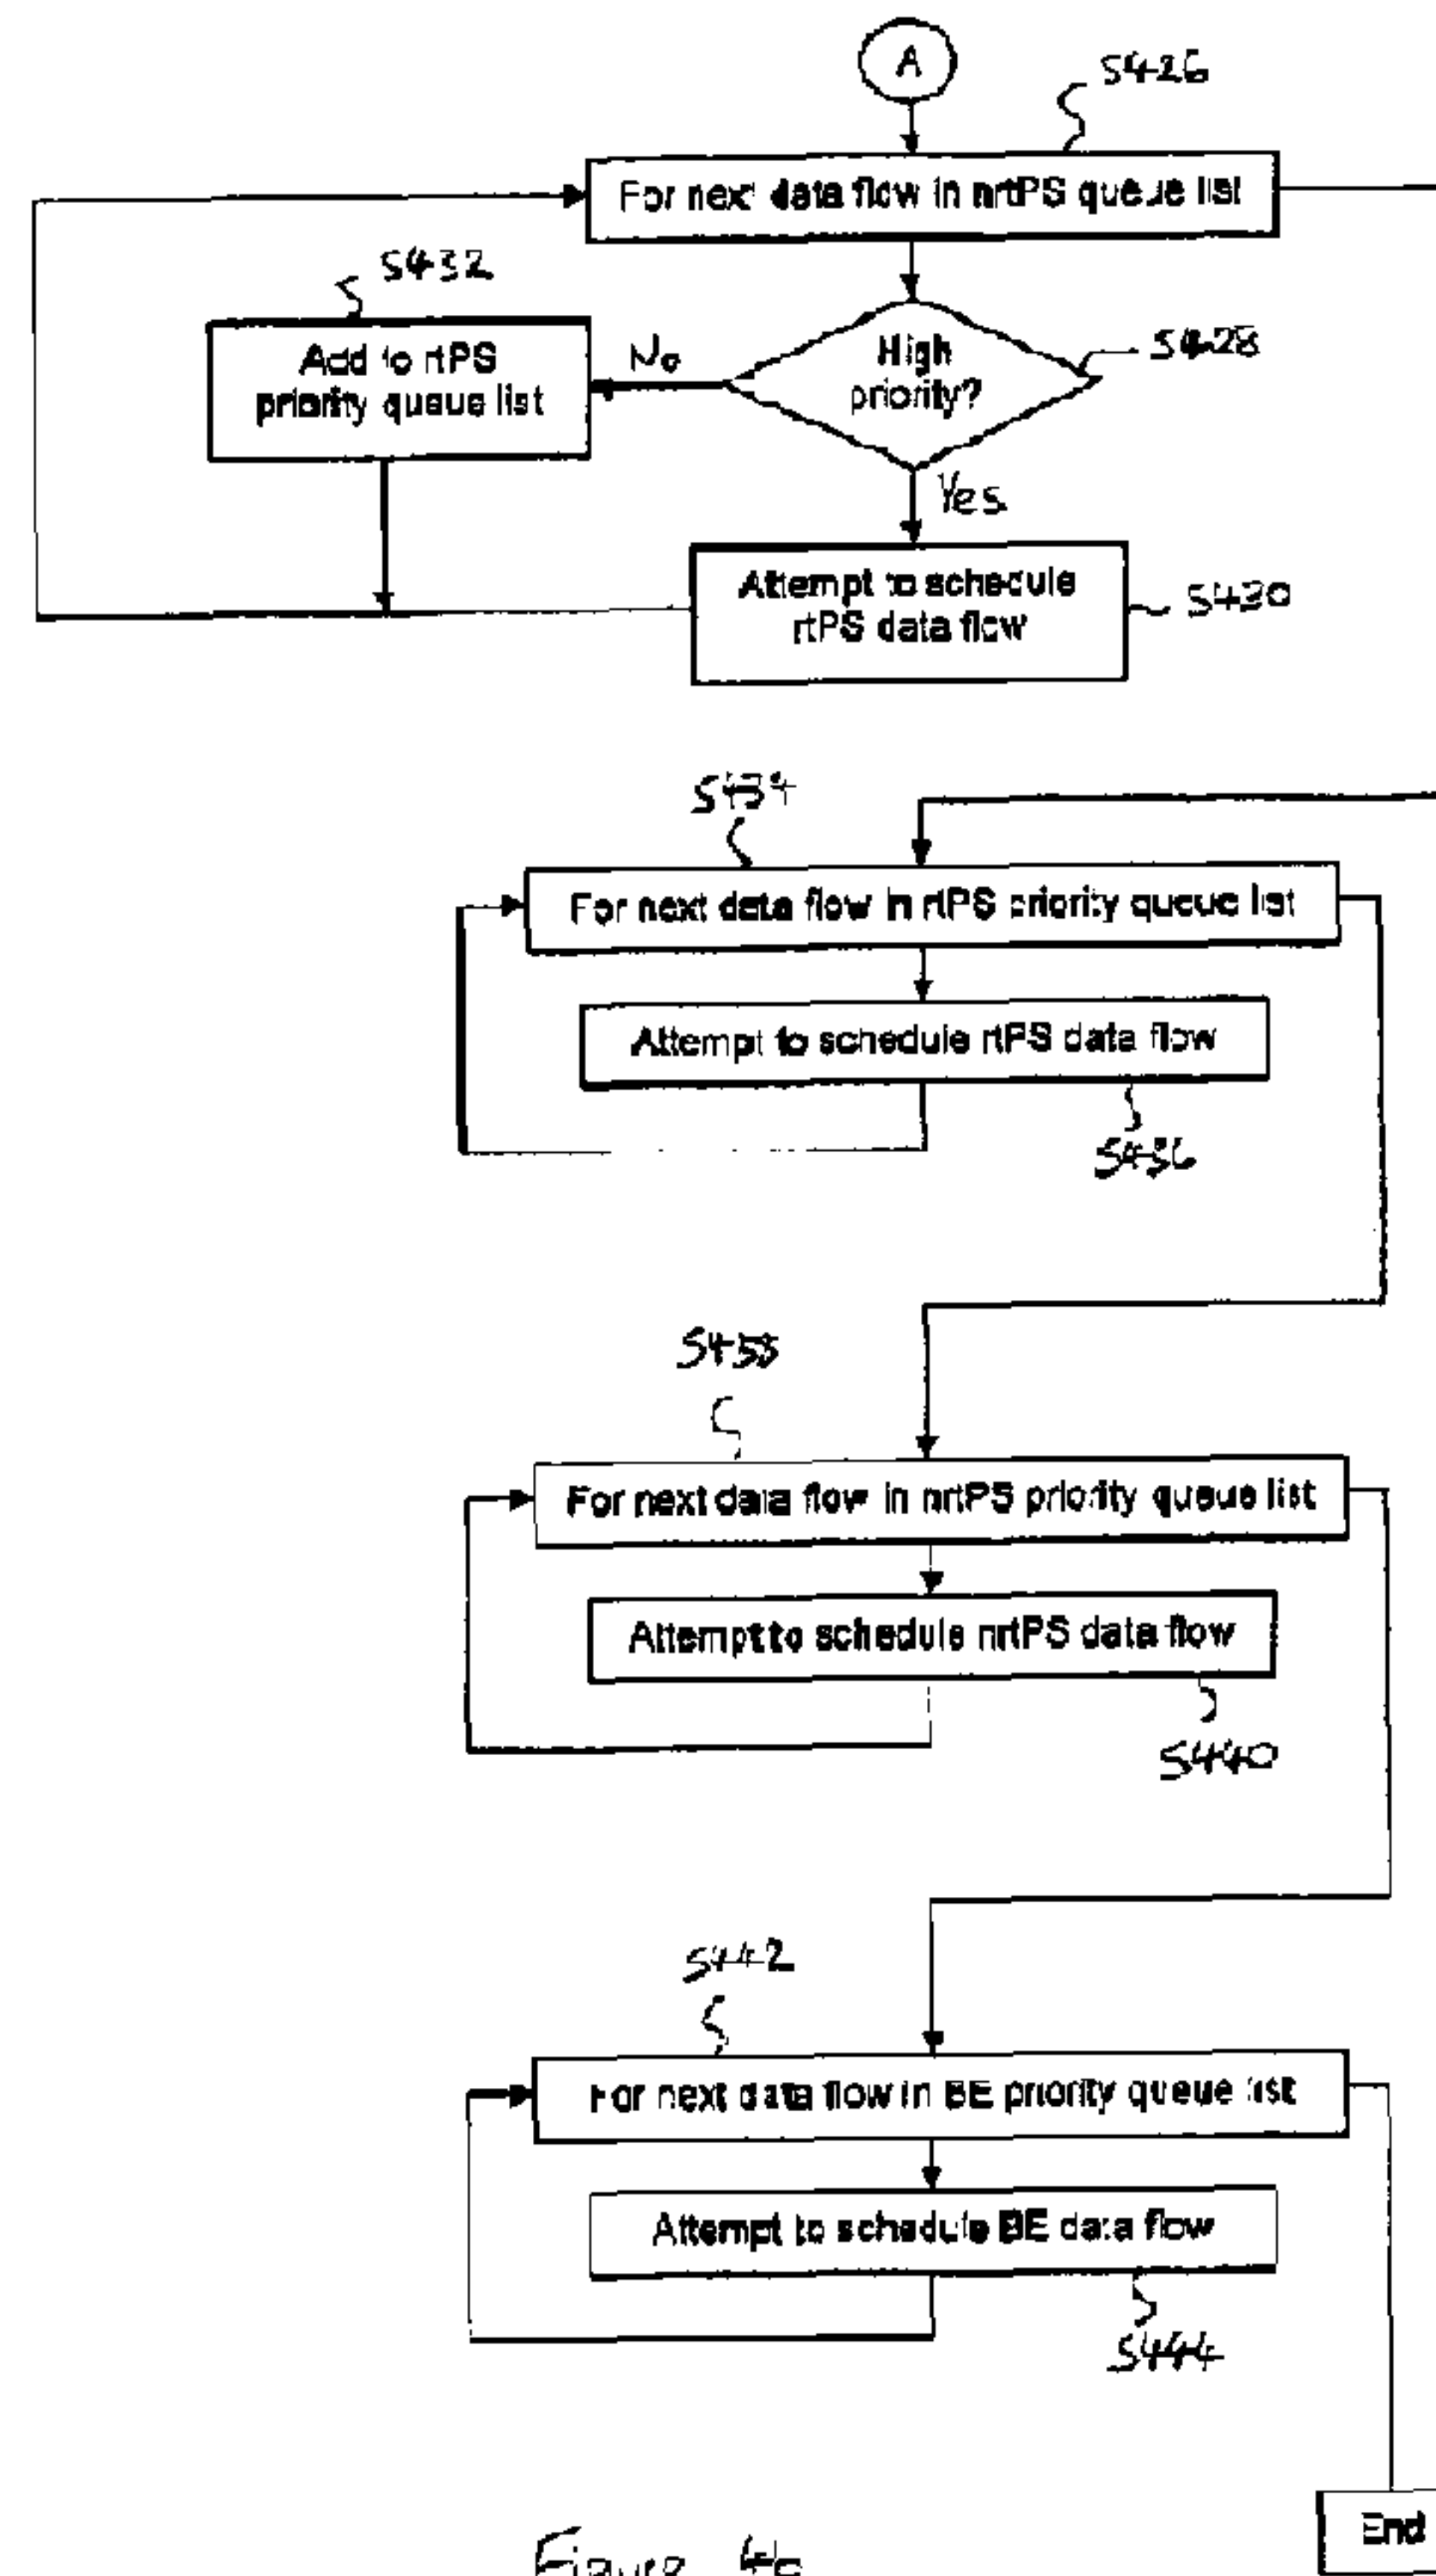 A
S426
For next data flow in nrtPS queue list
S432
Add to rtPS
priority queue list
No
High
priority?
S428
Yes
Attempt to schedule
rtPS data flow
S430
S434
For next data flow in rtPS priority queue list
Attempt to schedule rtPS data flow
S436
S438
For next data flow in nrtPS priority queue list
Attempt to schedule nrtPS data flow
S440
S442
For next data flow in BE priority queue list
Attempt to schedule BE data flow
S444
End
Figure